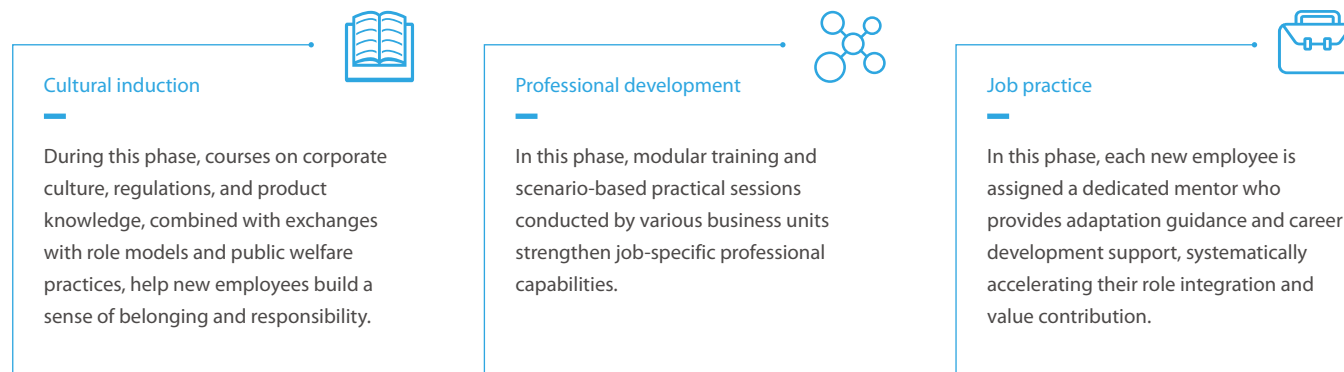 Cultural induction
During this phase, courses on corporate
culture, regulations, and product
knowledge, combined with exchanges
with role models and public welfare
practices, help new employees build a
sense of belonging and responsibility.
Professional development
In this phase, modular training and
scenario-based practical sessions
conducted by various business units
strengthen job-specific professional
capabilities.
Job practice
In this phase, each new employee is
assigned a dedicated mentor who
provides adaptation guidance and career
development support, systematically
accelerating their role integration and
value contribution.